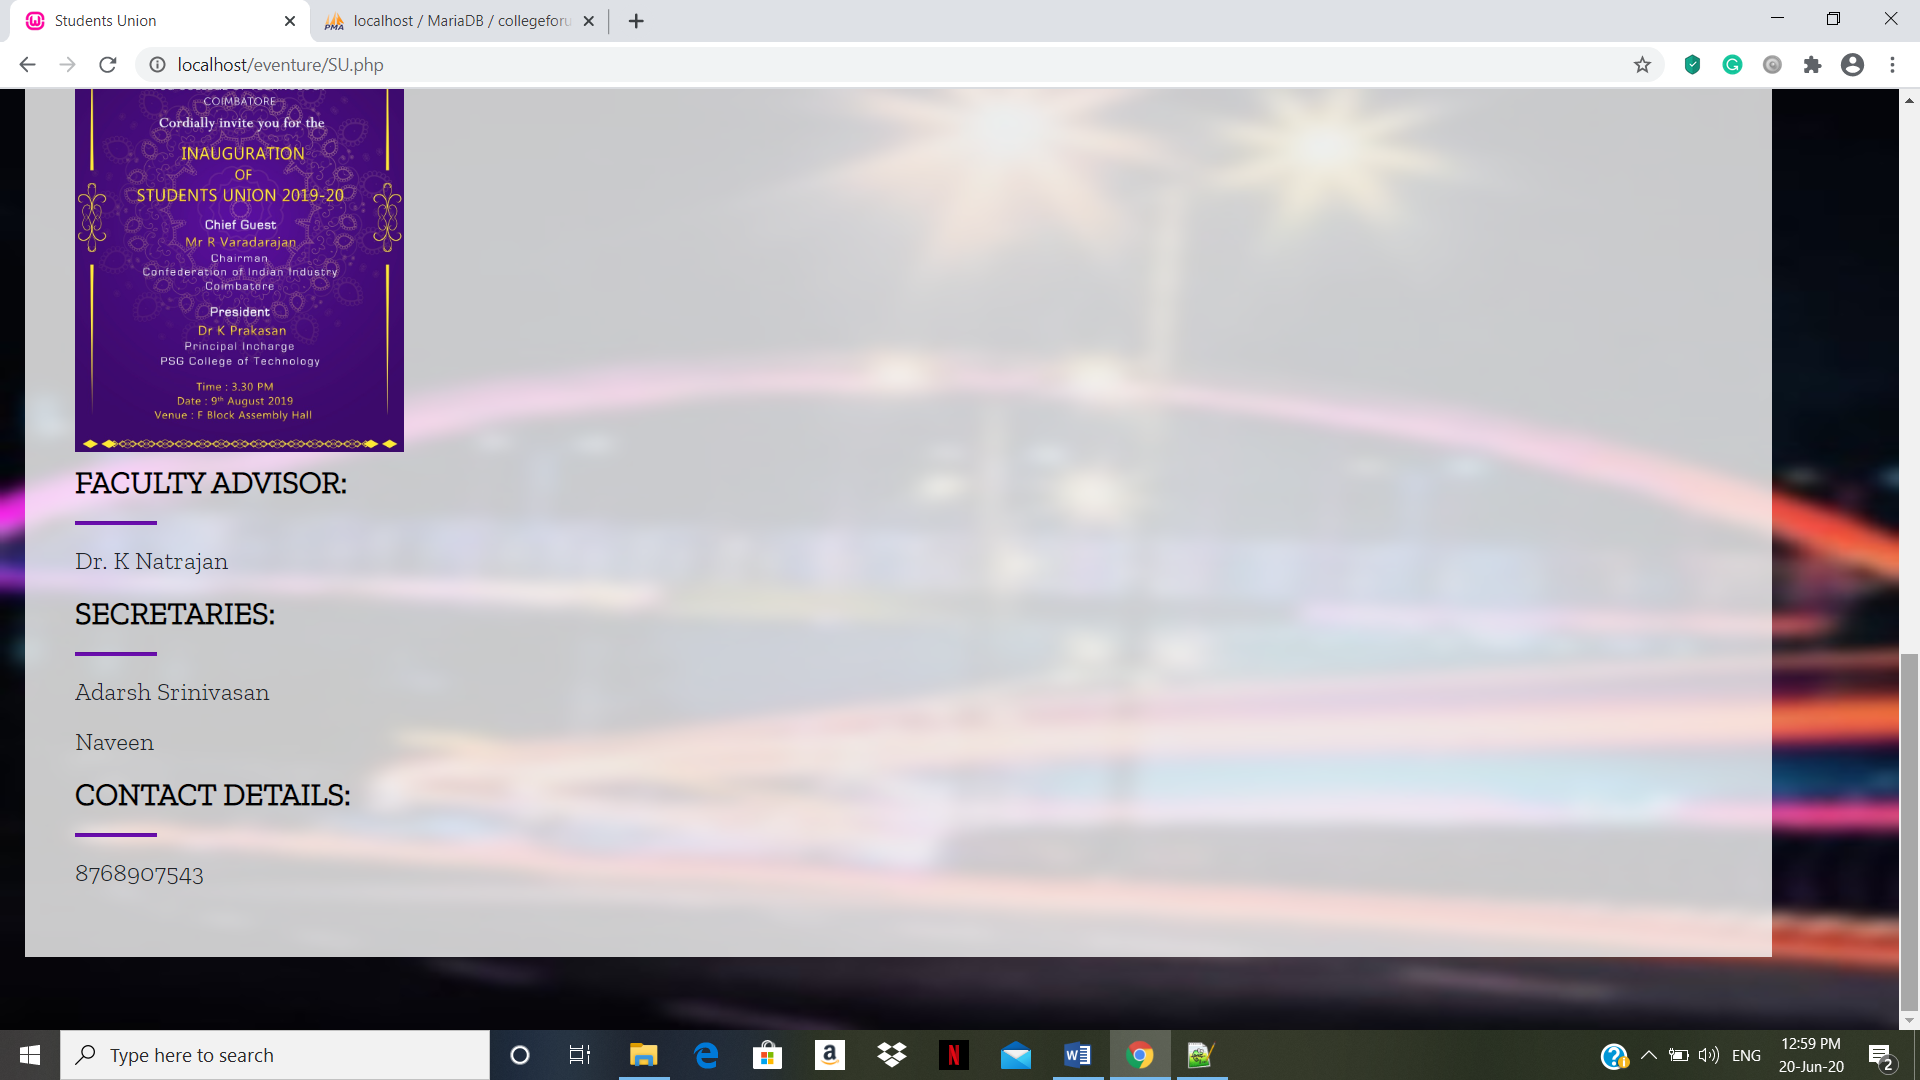 Students Union
localhost / MariaDB / collegeforu
localhost/eventure/SU.php
COIMBATORE
Cordially invite you for the
INAUGURATION
OF
STUDENTS UNION 2019-20
Chief Guest
Mr R Varadarajan
Chairman
Confederation of Indian Industry
Coimbatore
President
Dr K Prakasan
Principal Incharge
PSG College of Technology
Time : 3.30 PM
Date : 9th August 2019
Venue : F Block Assembly Hall
FACULTY ADVISOR:
Dr. K Natrajan
SECRETARIES:
Adarsh Srinivasan
Naveen
CONTACT DETAILS:
8768907543
Type here to search
ENG
12:59 PM
20-Jun-20
2